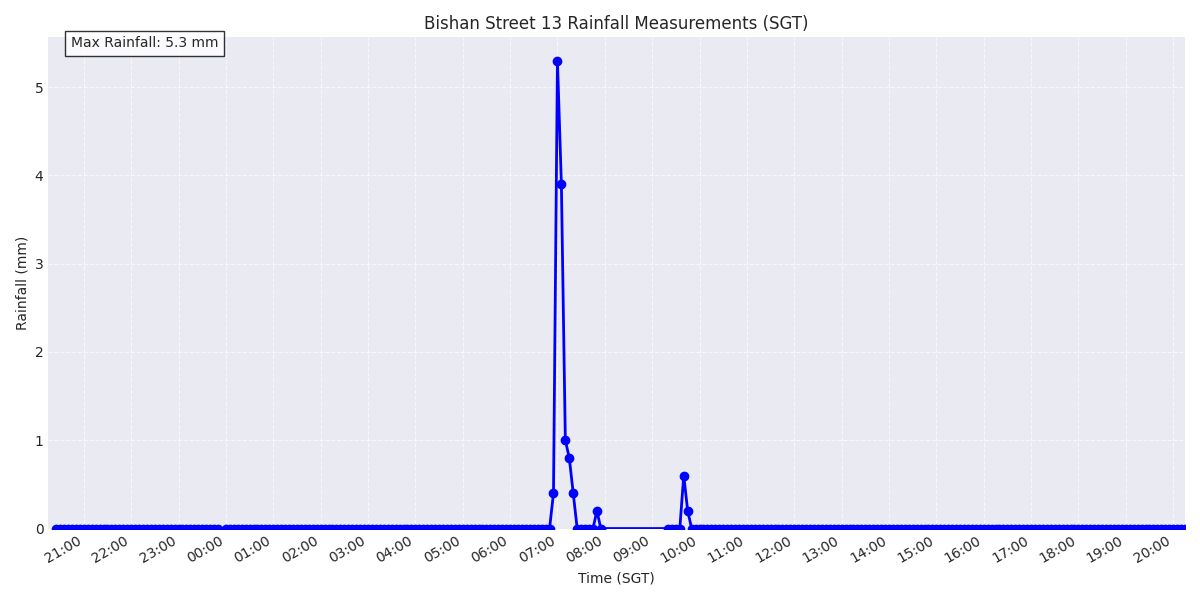 Bishan Street 13 Rainfall Measurements (SGT)
Max Rainfall: 5.3 mm
Rainfall (mm)
5
4
3
2
1
0
21:00 22:00 23:00 00:00 01:00 02:00 03:00 04:00 05:00 06:00 07:00 08:00 09:00 10:00 11:00 12:00 13:00 14:00 15:00 16:00 17:00 18:00 19:00 20:00
Time (SGT)